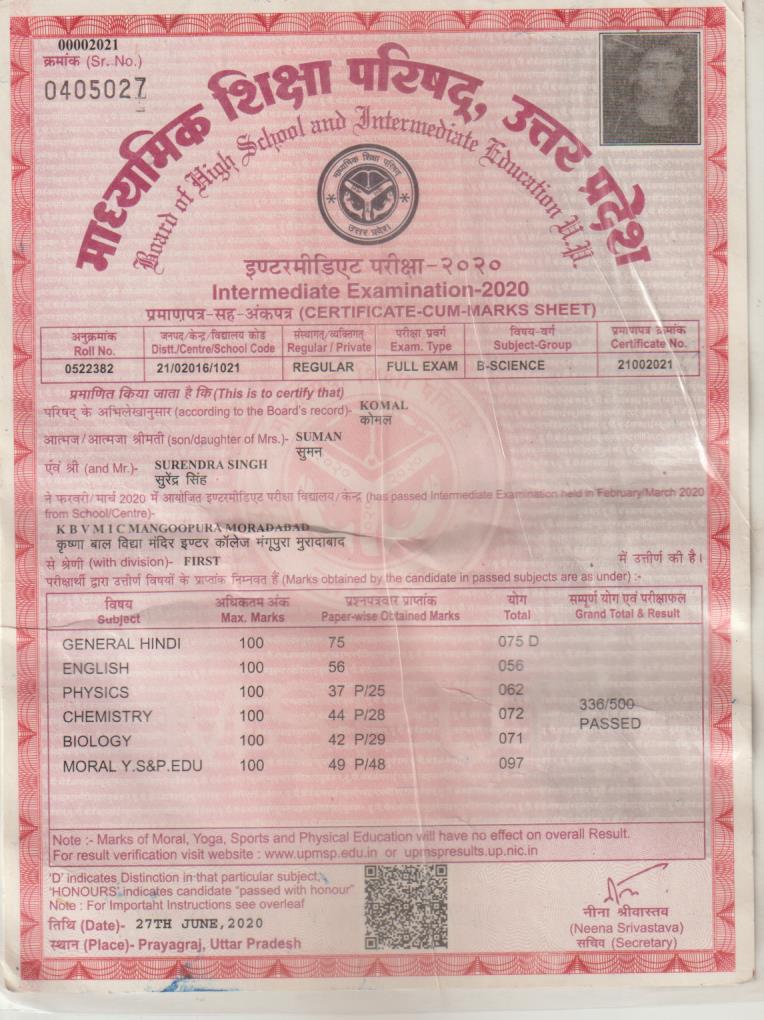 00002021
क्रमांक (Sr. No.)
0405027
माध्यमिक शिक्षा परिषद्, उत्तर प्रदेश
Board of High School and Intermediate Education U.P.
माध्यमिक शिक्षा परिषद्
उत्तर प्रदेश
इण्टरमीडिएट परीक्षा-२०२०
Intermediate Examination-2020
प्रमाणपत्र-सह-अंकपत्र (CERTIFICATE-CUM-MARKS SHEET)
अनुक्रमांक जनपद/केन्द्र/विद्यालय कोड संस्थागत/व्यक्तिगत परीक्षा प्रवर्ग विषय-वर्ग प्रमाणपत्र क्रमांक
Roll No. Distt./Centre/School Code Regular / Private Exam. Type Subject-Group Certificate No.
0522382 21/02016/1021 REGULAR FULL EXAM B-SCIENCE 21002021
प्रमाणित किया जाता है कि (This is to certify that)
परिषद् के अभिलेखानुसार (according to the Board's record)- KOMAL
कोमल
आत्मज/आत्मजा श्रीमती (son/daughter of Mrs.)- SUMAN
सुमन
एंव श्री (and Mr.)- SURENDRA SINGH
सुरेंद्र सिंह
ने फरवरी/मार्च 2020 में आयोजित इण्टरमीडिएट परीक्षा विद्यालय/केन्द्र (has passed Intermediate Examination held in February/March 2020
from School/Centre)-
K B V M I C MANGOOPURA MORADABAD
कृष्णा बाल विद्या मंदिर इण्टर कॉलेज मंगूपुरा मुरादाबाद
से श्रेणी (with division)- FIRST में उत्तीर्ण की है।
परीक्षार्थी द्वारा उत्तीर्ण विषयों के प्राप्तांक निम्नवत हैं (Marks obtained by the candidate in passed subjects are as under) :-
विषय अधिकतम अंक प्रश्नपत्रवार प्राप्तांक योग सम्पूर्ण योग एवं परीक्षाफल
Subject Max. Marks Paper-wise Obtained Marks Total Grand Total & Result
GENERAL HINDI 100 75 075 D
ENGLISH 100 56 056
PHYSICS 100 37 P/25 062
CHEMISTRY 100 44 P/28 072
336/500
PASSED
BIOLOGY 100 42 P/29 071
MORAL Y.S&P.EDU 100 49 P/48 097
Note :- Marks of Moral, Yoga, Sports and Physical Education will have no effect on overall Result.
For result verification visit website : www.upmsp.edu.in or upmspresults.up.nic.in
'D' indicates Distinction in that particular subject,
'HONOURS' indicates candidate "passed with honour"
Note : For Importaht Instructions see overleaf
तिथि (Date)- 27TH JUNE,2020
स्थान (Place)- Prayagraj, Uttar Pradesh
नीना श्रीवास्तव
(Neena Srivastava)
सचिव (Secretary)